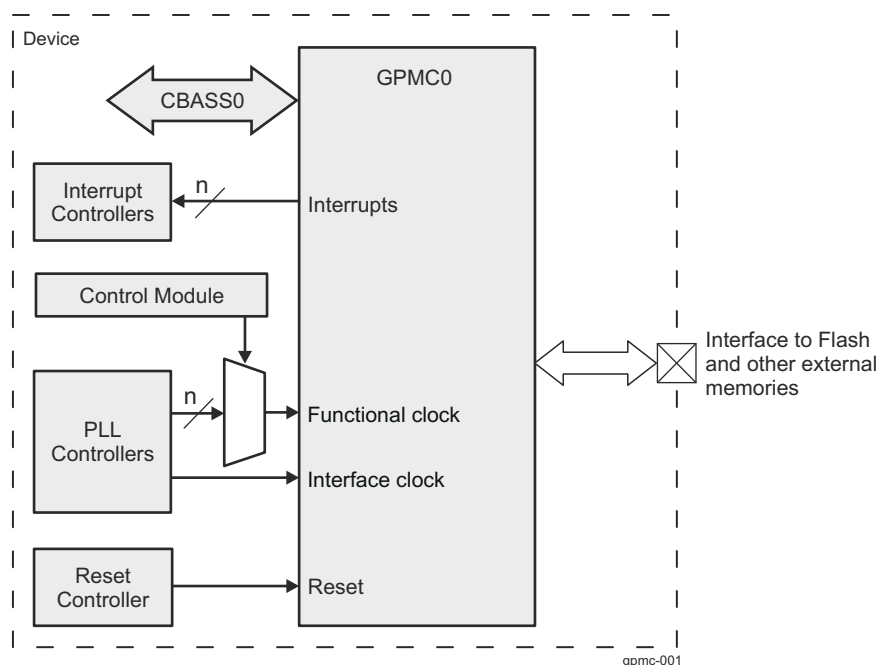 Device
GPMC0
CBASS0
n
Interrupt
Controllers
Interrupts
Control Module
n
PLL
Controllers
Functional clock
Interface clock
Interface to Flash
and other external
memories
Reset
Controller
Reset
gpmc-001